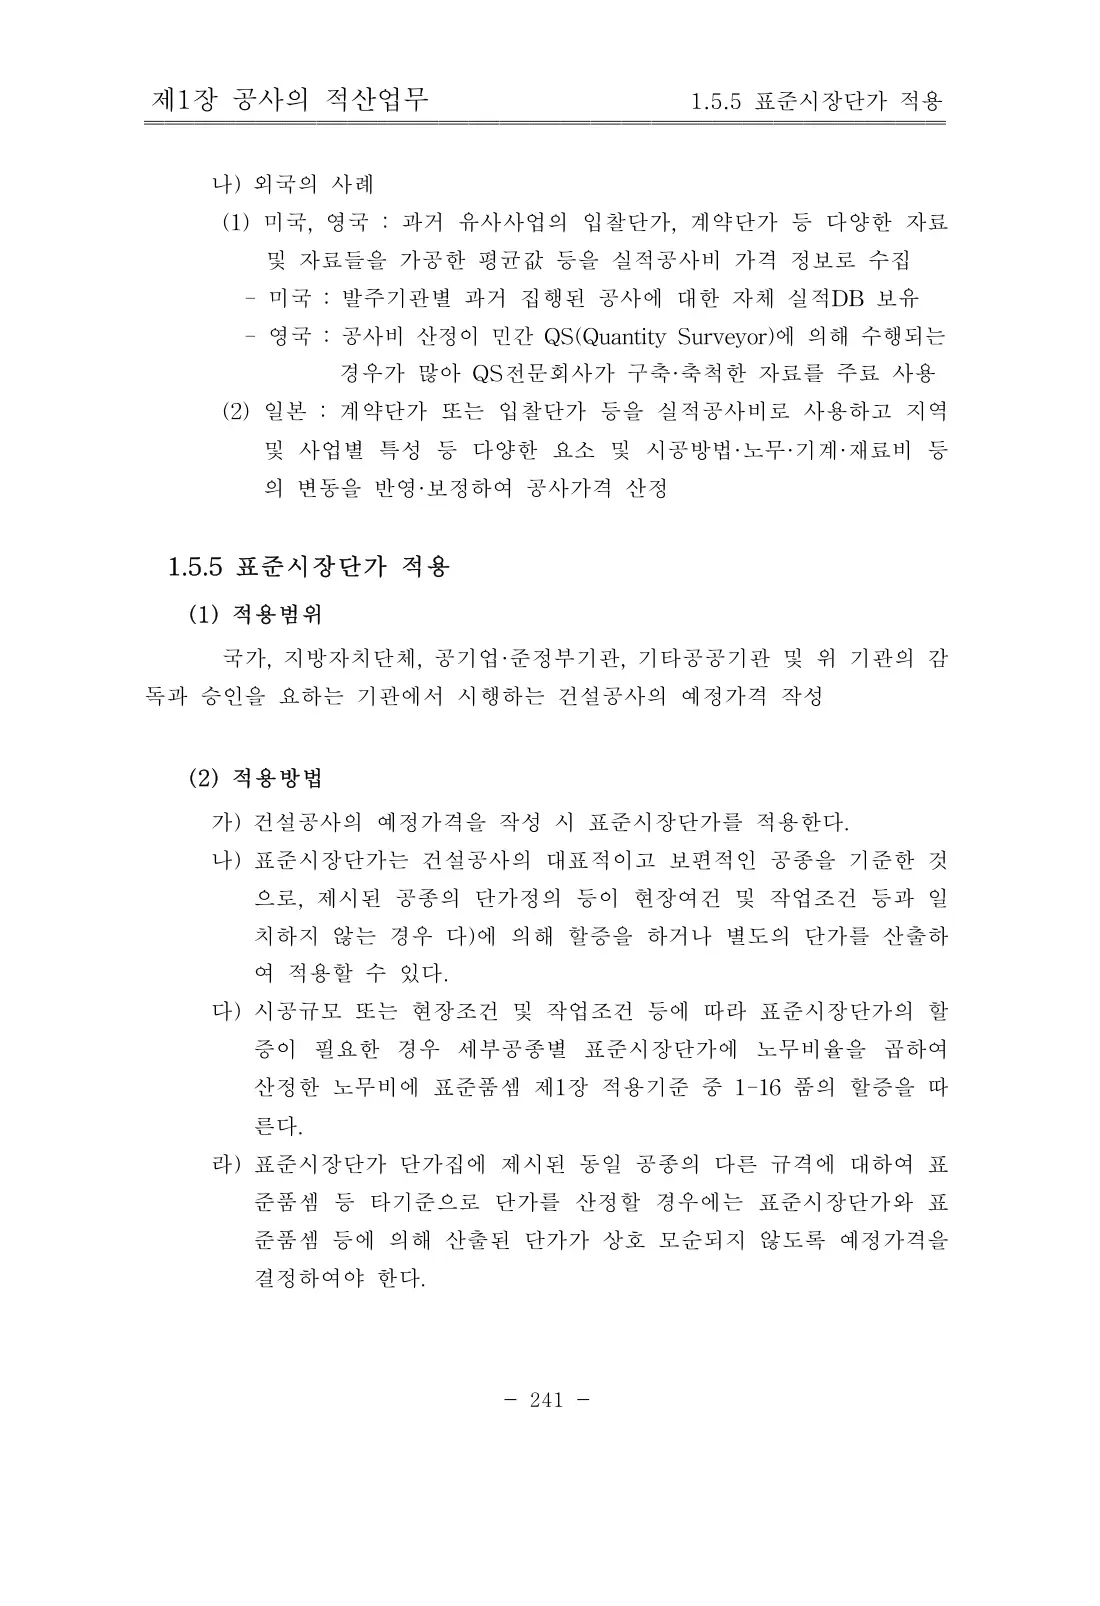 제1장 공사의 적산업무 1.5.5 표준시장단가 적용
나) 외국의 사례
(1) 미국, 영국 : 과거 유사사업의 입찰단가, 계약단가 등 다양한 자료
및 자료들을 가공한 평균값 등을 실적공사비 가격 정보로 수집
- 미국 : 발주기관별 과거 집행된 공사에 대한 자체 실적DB 보유
- 영국 : 공사비 산정이 민간 QS(Quantity Surveyor)에 의해 수행되는
경우가 많아 QS전문회사가 구축·축척한 자료를 주료 사용
(2) 일본 : 계약단가 또는 입찰단가 등을 실적공사비로 사용하고 지역
및 사업별 특성 등 다양한 요소 및 시공방법·노무·기계·재료비 등
의 변동을 반영·보정하여 공사가격 산정
1.5.5 표준시장단가 적용
(1) 적용범위
국가, 지방자치단체, 공기업·준정부기관, 기타공공기관 및 위 기관의 감
독과 승인을 요하는 기관에서 시행하는 건설공사의 예정가격 작성
(2) 적용방법
가) 건설공사의 예정가격을 작성 시 표준시장단가를 적용한다.
나) 표준시장단가는 건설공사의 대표적이고 보편적인 공종을 기준한 것
으로, 제시된 공종의 단가정의 등이 현장여건 및 작업조건 등과 일
치하지 않는 경우 다)에 의해 할증을 하거나 별도의 단가를 산출하
여 적용할 수 있다.
다) 시공규모 또는 현장조건 및 작업조건 등에 따라 표준시장단가의 할
증이 필요한 경우 세부공종별 표준시장단가에 노무비율을 곱하여
산정한 노무비에 표준품셈 제1장 적용기준 중 1-16 품의 할증을 따
른다.
라) 표준시장단가 단가집에 제시된 동일 공종의 다른 규격에 대하여 표
준품셈 등 타기준으로 단가를 산정할 경우에는 표준시장단가와 표
준품셈 등에 의해 산출된 단가가 상호 모순되지 않도록 예정가격을
결정하여야 한다.
- 241 -